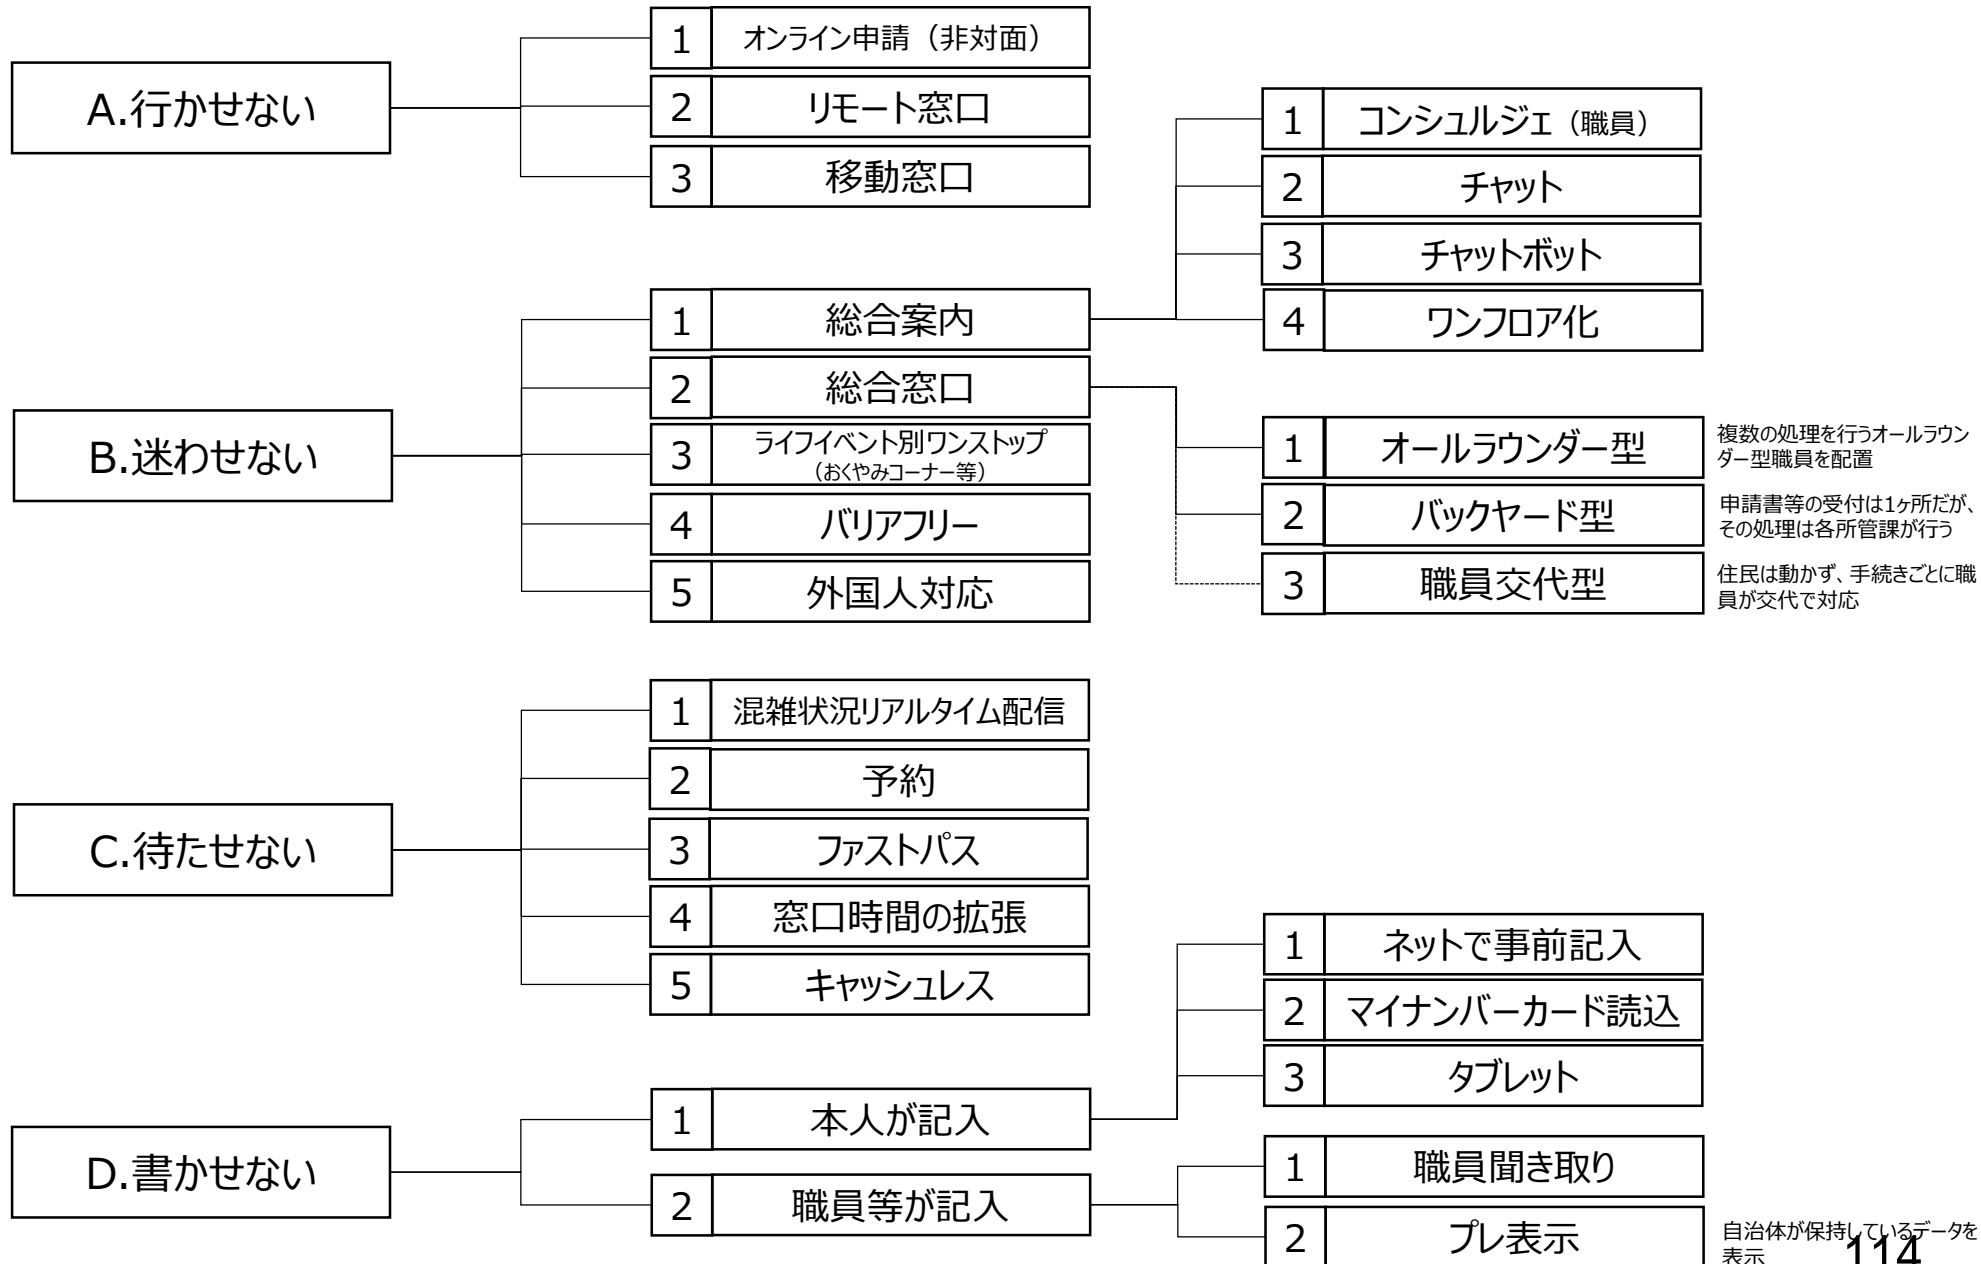 A.行かせない
1 オンライン申請（非対面）
2 リモート窓口
3 移動窓口
B.迷わせない
1 総合案内
1 コンシュルジェ（職員）
2 チャット
3 チャットボット
4 ワンフロア化
2 総合窓口
1 オールラウンダー型
複数の処理を行うオールラウン
ダー型職員を配置
2 バックヤード型
申請書等の受付は1ヶ所だが、
その処理は各所管課が行う
3 職員交代型
住民は動かず、手続きごとに職
員が交代で対応
3 ライフイベント別ワンストップ
（おくやみコーナー等）
4 バリアフリー
5 外国人対応
C.待たせない
1 混雑状況リアルタイム配信
2 予約
3 ファストパス
4 窓口時間の拡張
5 キャッシュレス
D.書かせない
1 本人が記入
1 ネットで事前記入
2 マイナンバーカード読込
3 タブレット
2 職員等が記入
1 職員聞き取り
2 プレ表示
自治体が保持しているデータを
表示
114